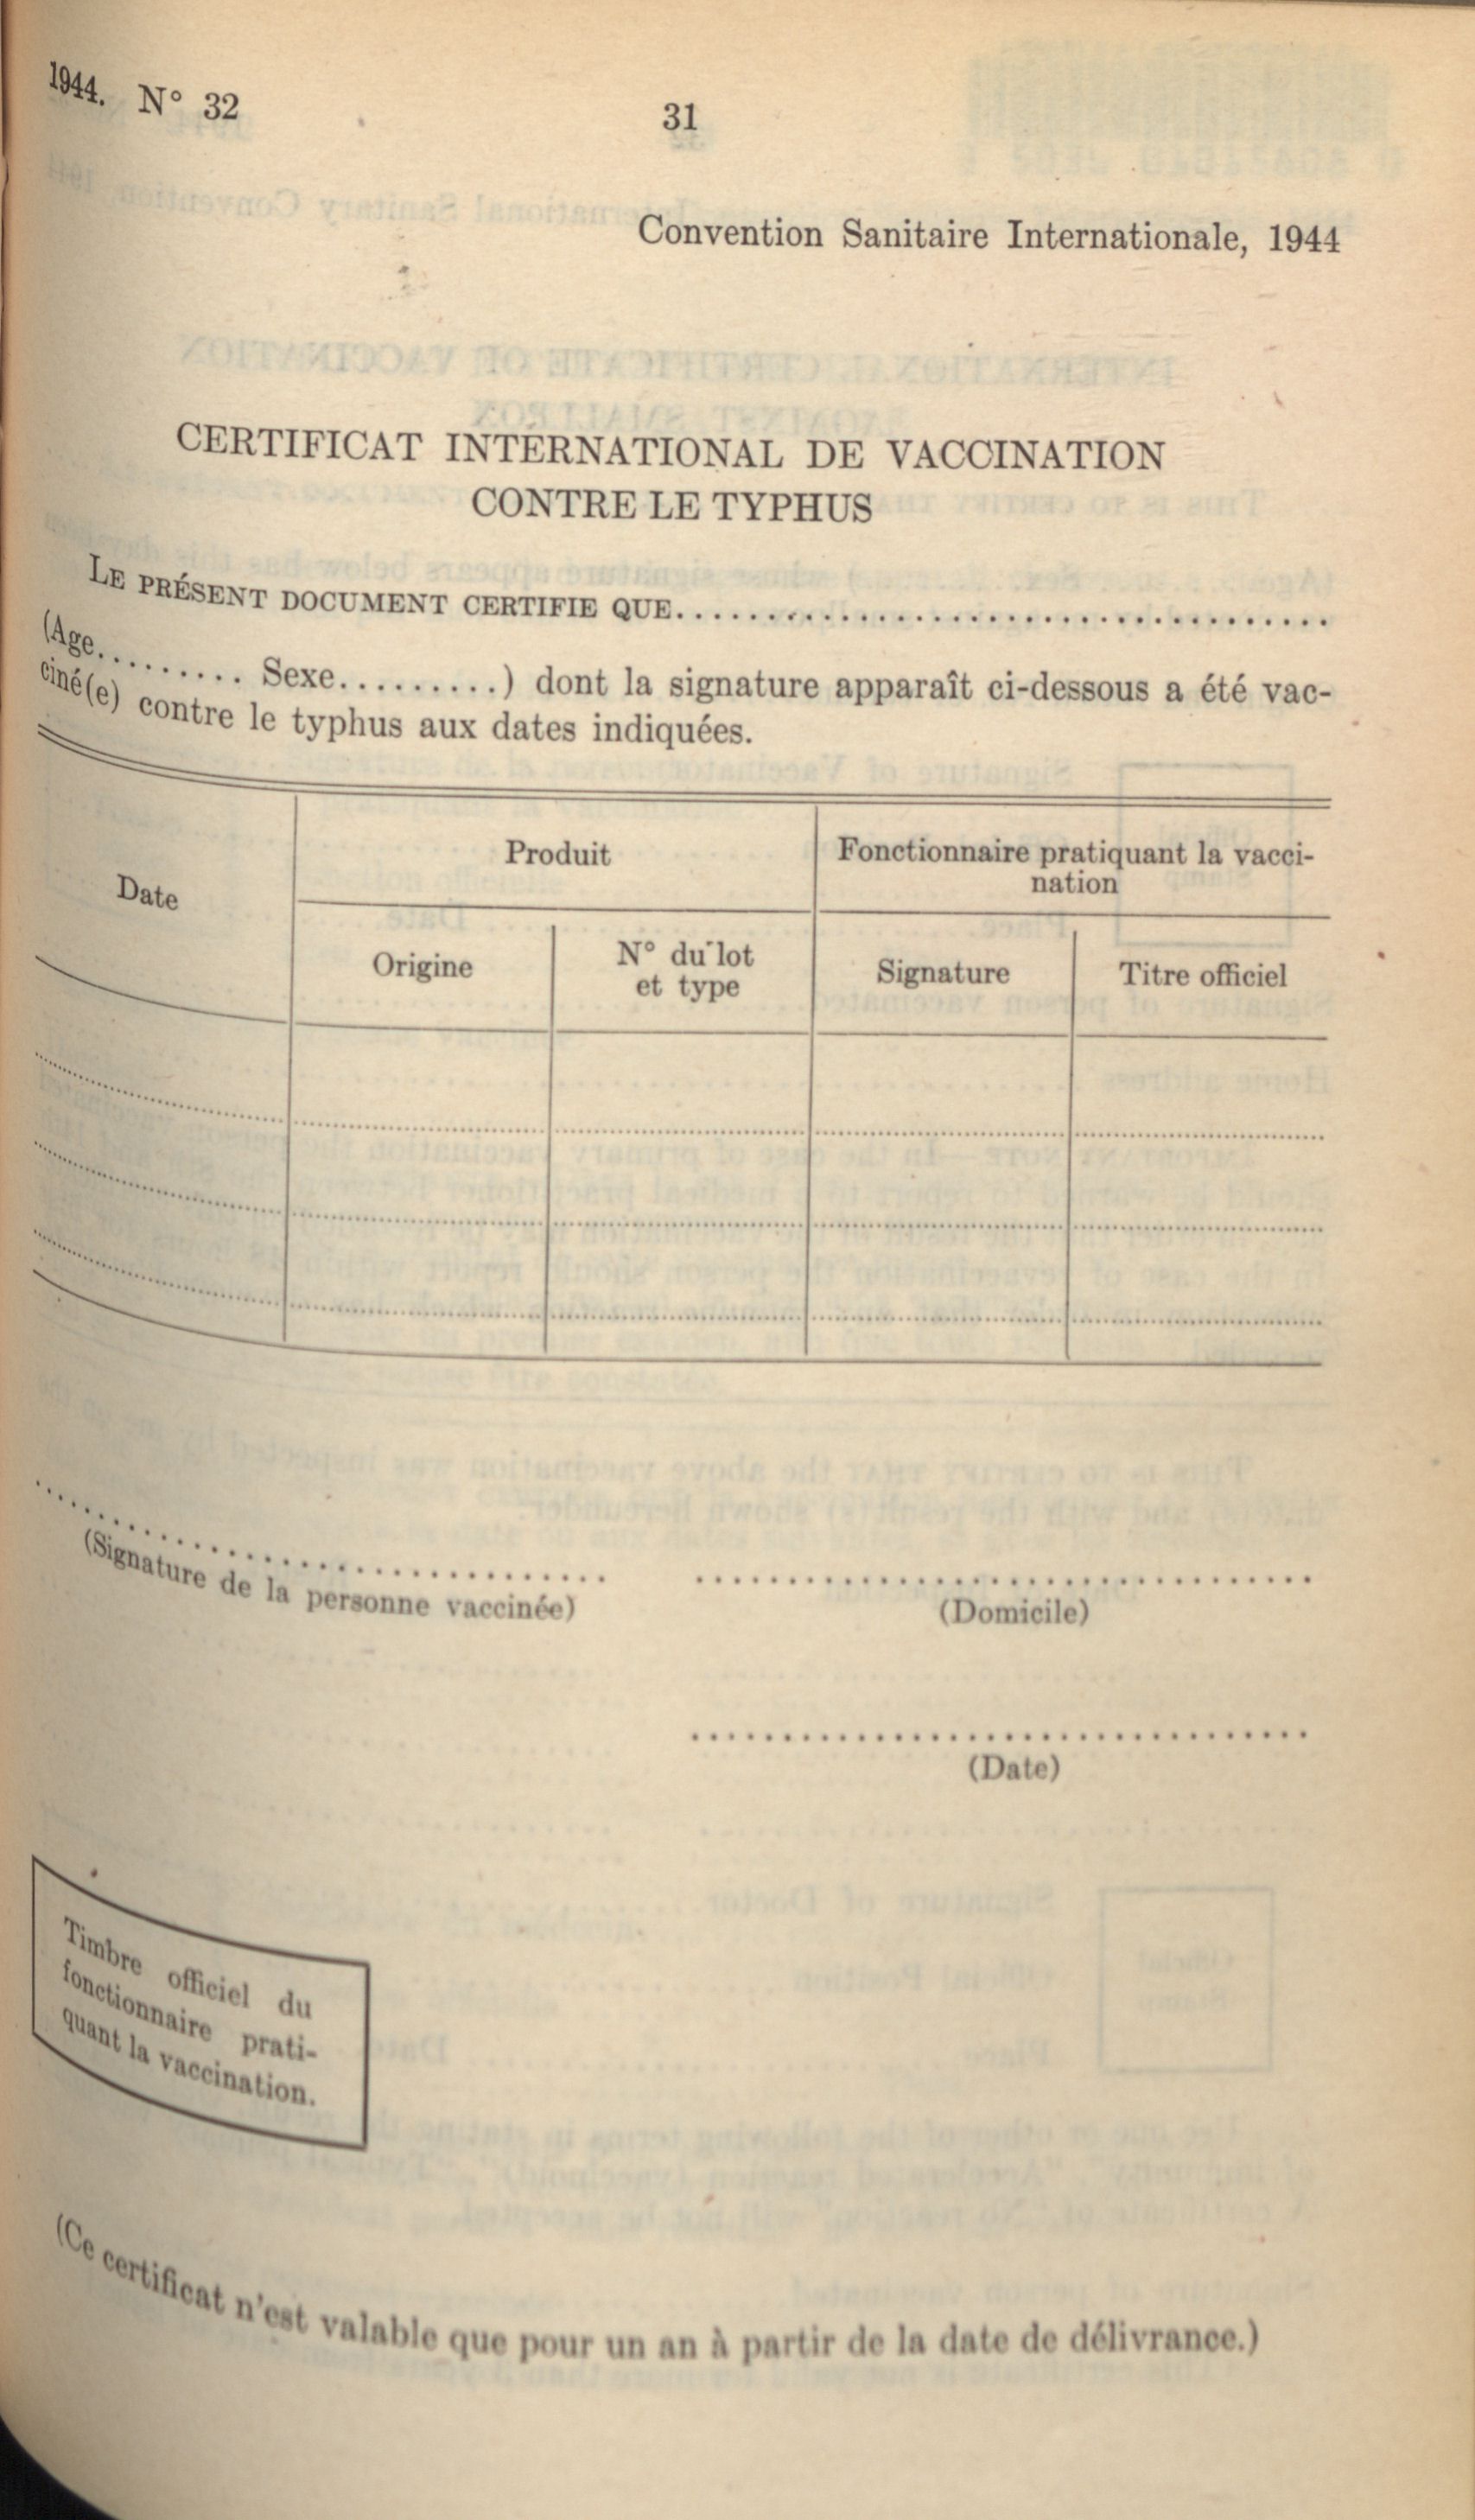 1944. N° 32
31
Convention Sanitaire Internationale, 1944
CERTIFICAT INTERNATIONAL DE VACCINATION
CONTRE LE TYPHUS
LE PRÉSENT DOCUMENT CERTIFIE QUE........................................
(Age.......... Sexe..........) dont la signature apparaît ci-dessous a été vac-
ciné(e) contre le typhus aux dates indiquées.
Date
Produit
Fonctionnaire pratiquant la vacci-
nation
Origine
N° du lot
et type
Signature
Titre officiel
(Signature de la personne vaccinée)
(Domicile)
(Date)
Timbre officiel du
fonctionnaire prati-
quant la vaccination.
(Ce certificat n'est valable que pour un an à partir de la date de délivrance.)